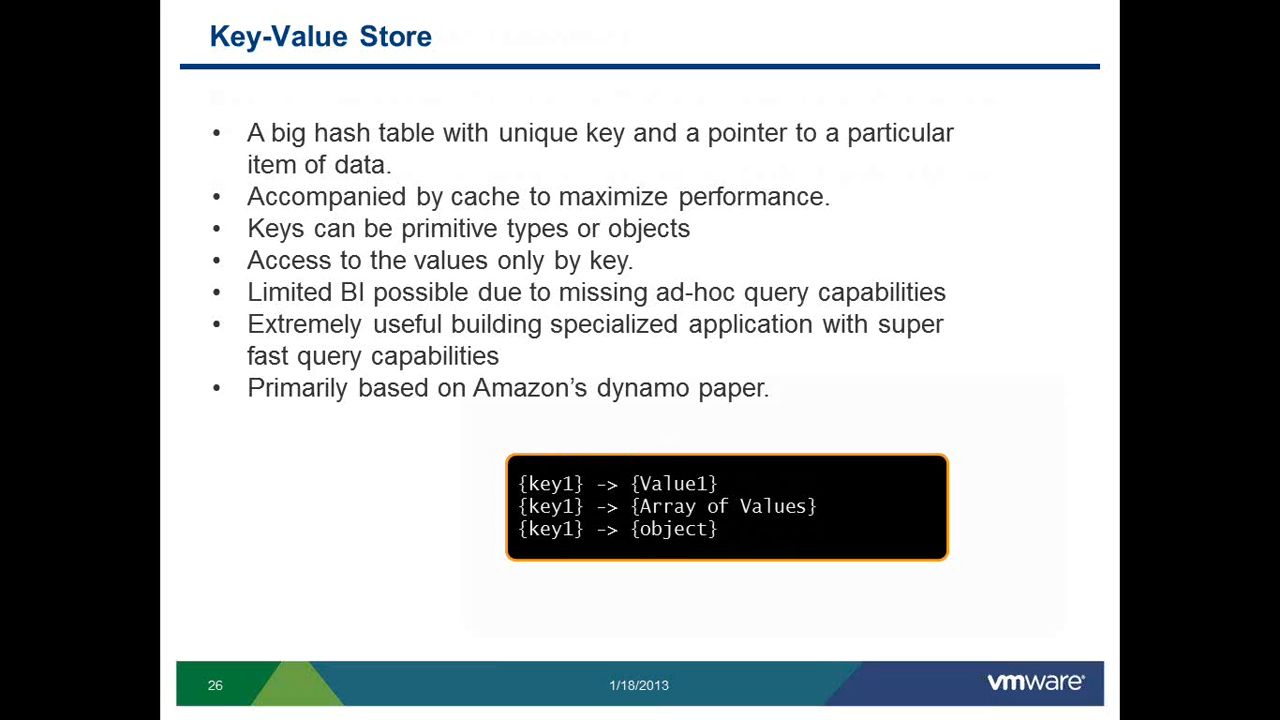 Key-Value Store
• A big hash table with unique key and a pointer to a particular
item of data.
• Accompanied by cache to maximize performance.
• Keys can be primitive types or objects
• Access to the values only by key.
• Limited BI possible due to missing ad-hoc query capabilities
• Extremely useful building specialized application with super
fast query capabilities
• Primarily based on Amazon’s dynamo paper.
{key1} -> {Value1}
{key1} -> {Array of Values}
{key1} -> {object}
26
1/18/2013
vmware®